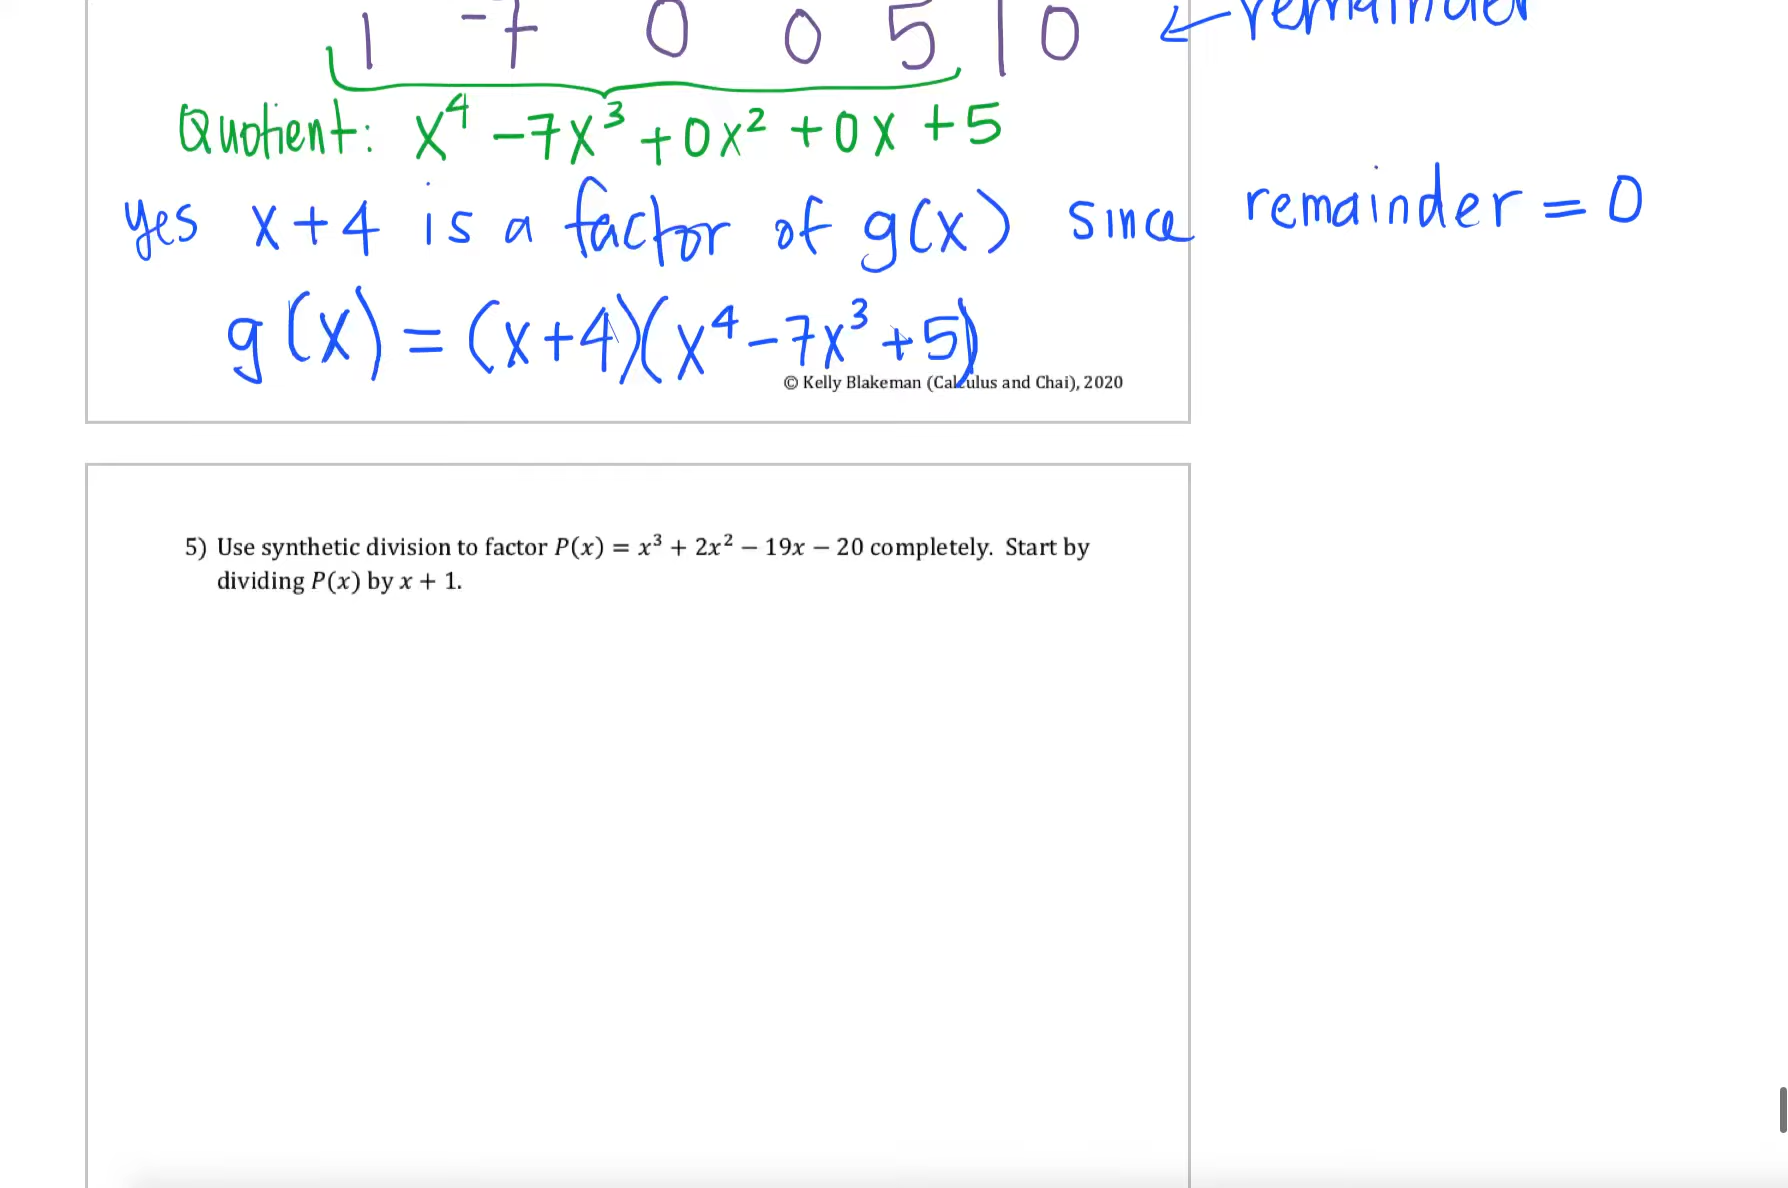 1 -7 0 0 5 | 0 ← remainder
Quotient: x⁴ -7x³ +0x² +0x +5
yes x+4 is a factor of g(x) since remainder = 0
g(x) = (x+4)(x⁴-7x³+5)
© Kelly Blakeman (Calculus and Chai), 2020
5) Use synthetic division to factor P(x) = x³ + 2x² – 19x – 20 completely. Start by
dividing P(x) by x + 1.